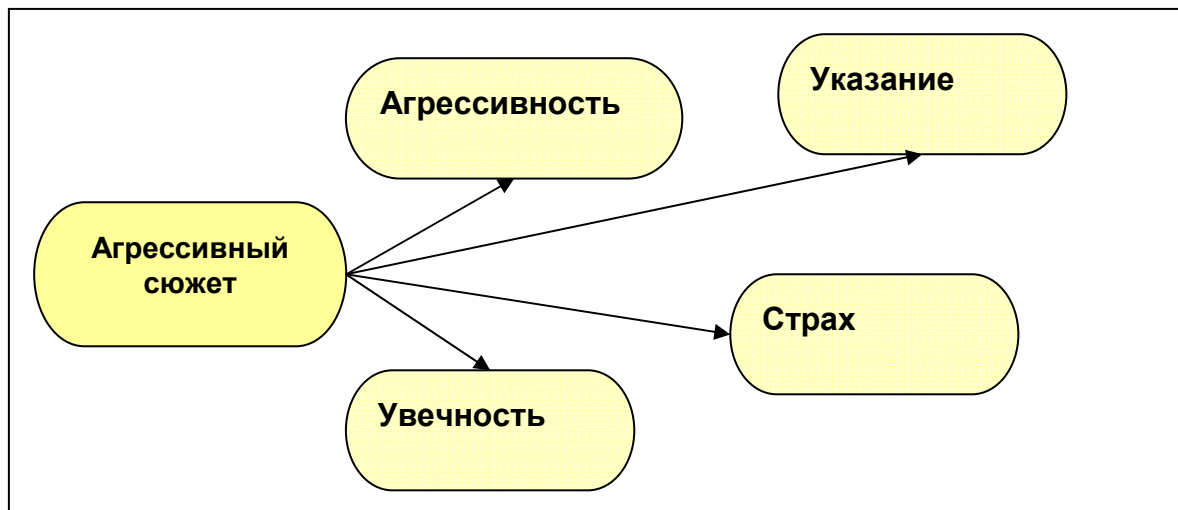 Агрессивность
Указание
Агрессивный
сюжет
Страх
Увечность